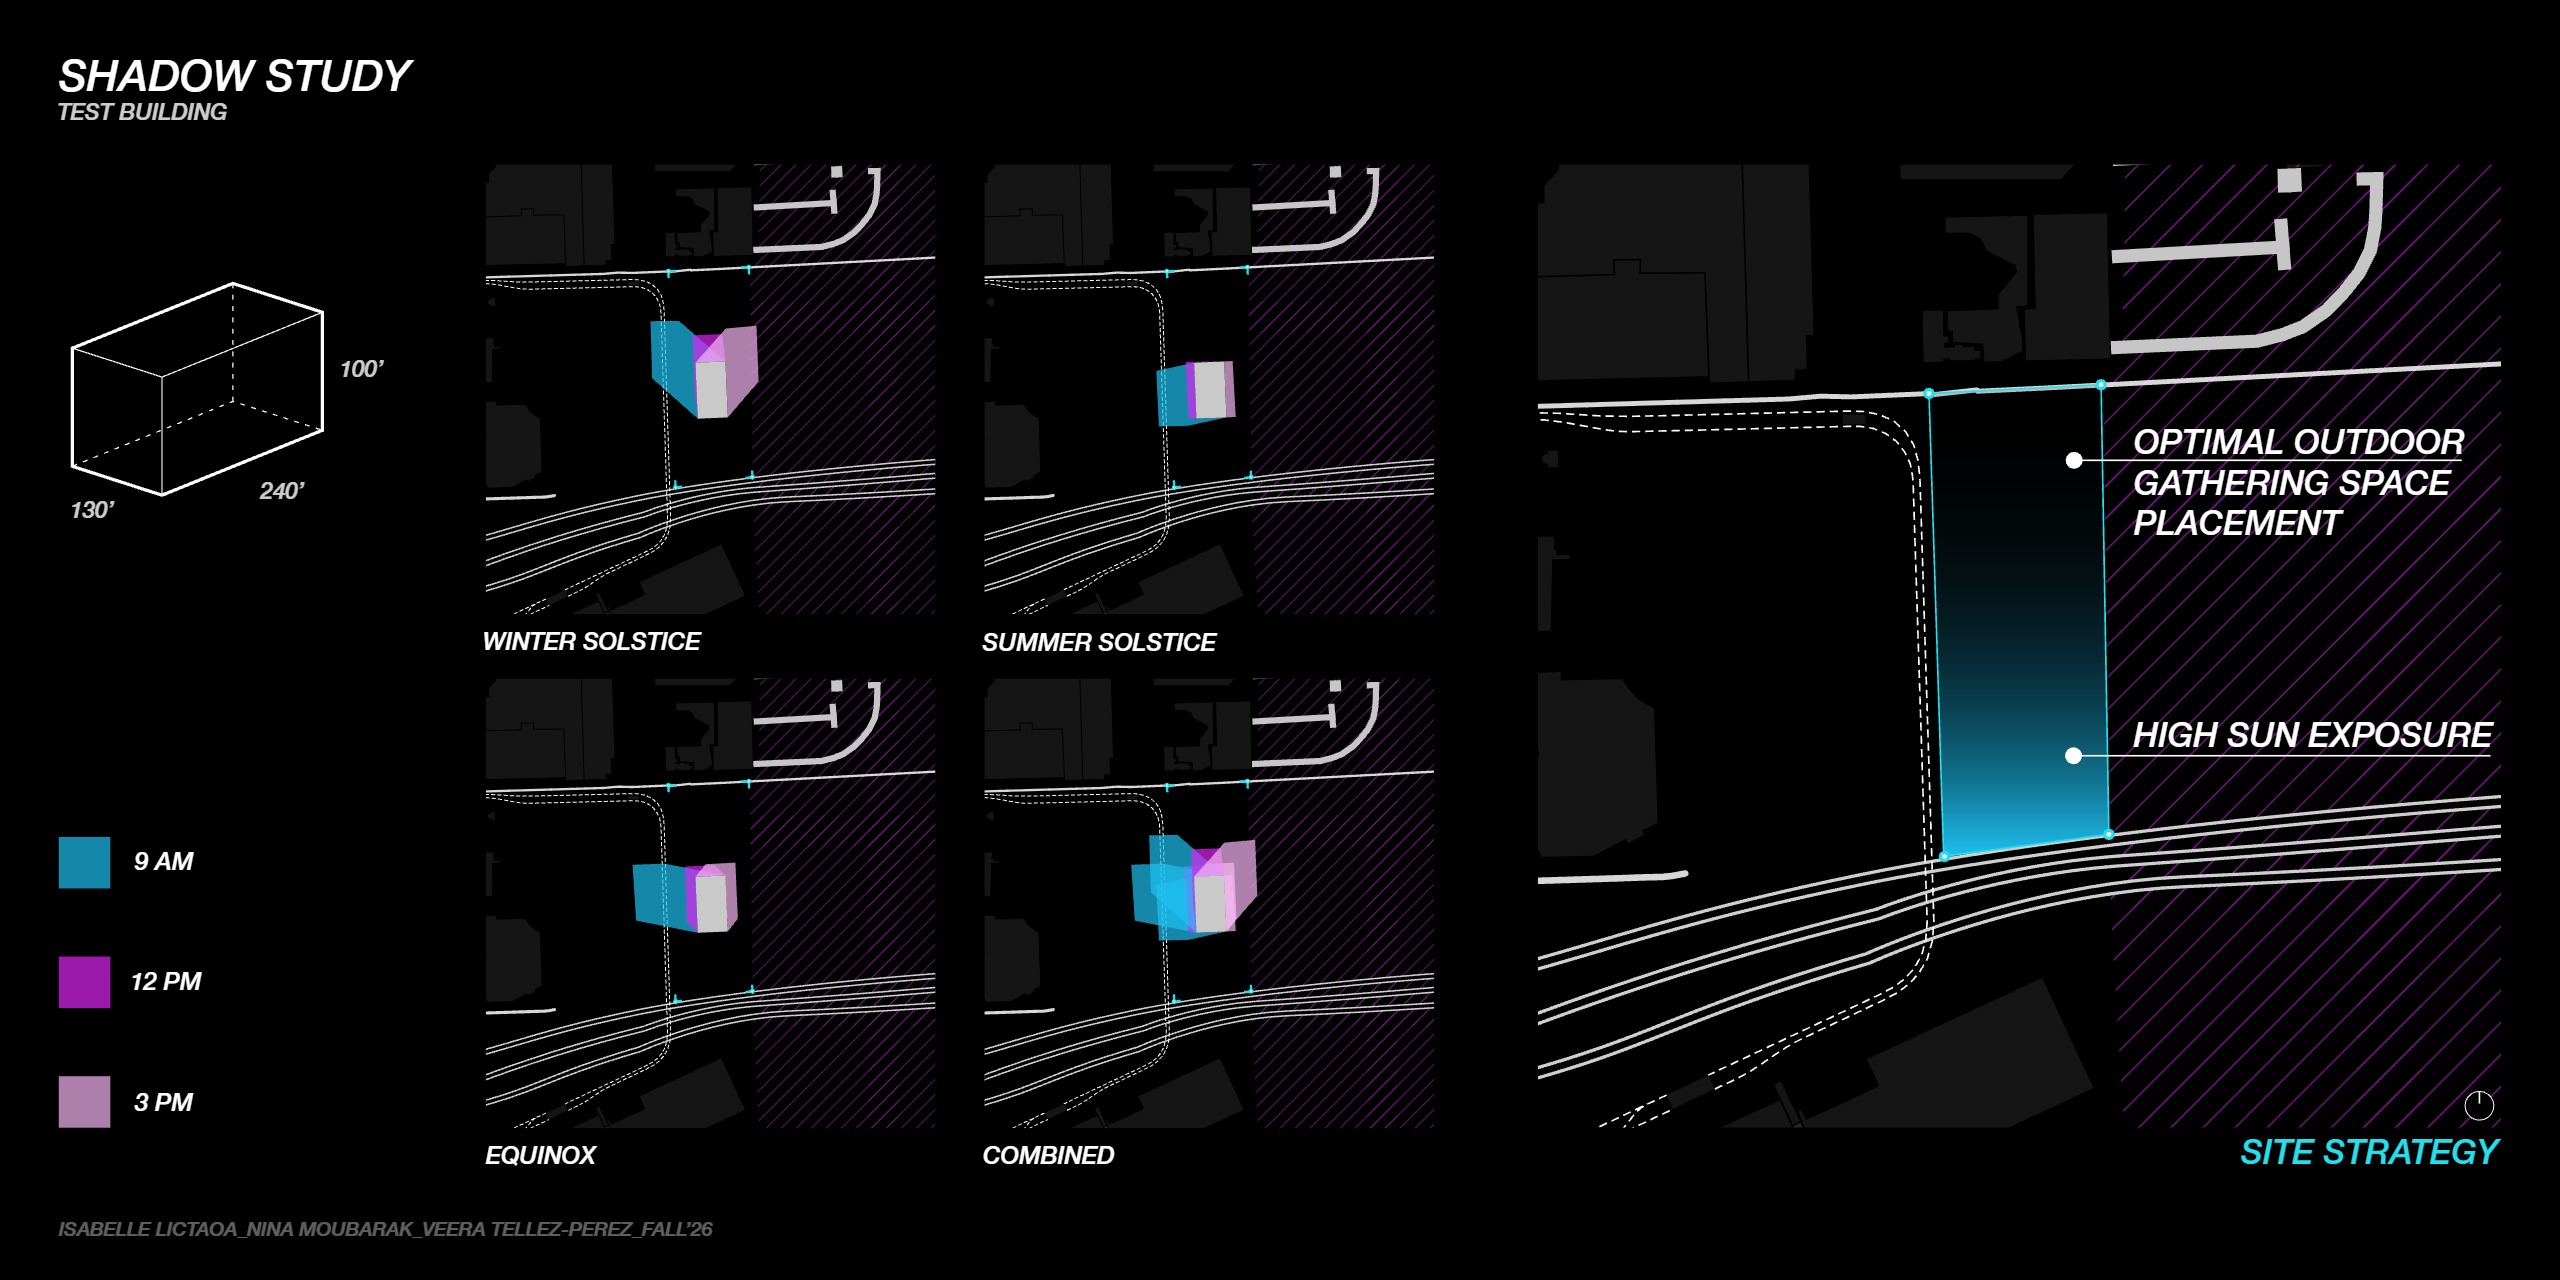 SHADOW STUDY
TEST BUILDING
100’
240’
130’
9 AM
12 PM
3 PM
WINTER SOLSTICE
SUMMER SOLSTICE
EQUINOX
COMBINED
OPTIMAL OUTDOOR
GATHERING SPACE
PLACEMENT
HIGH SUN EXPOSURE
SITE STRATEGY
ISABELLE LICTAOA_NINA MOUBARAK_VEERA TELLEZ-PEREZ_FALL’26